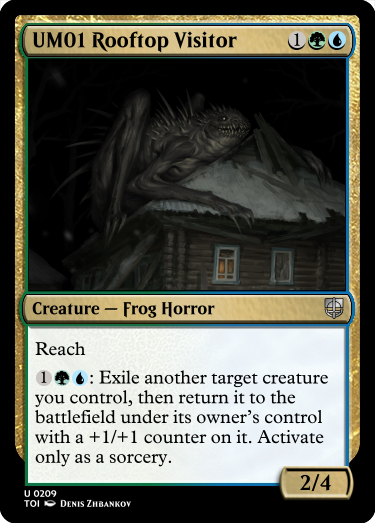 UM01 Rooftop Visitor 1
Creature — Frog Horror
Reach
1 : Exile another target creature
you control, then return it to the
battlefield under its owner's control
with a +1/+1 counter on it. Activate
only as a sorcery.
2/4
U 0209
TOI Denis Zhbankov